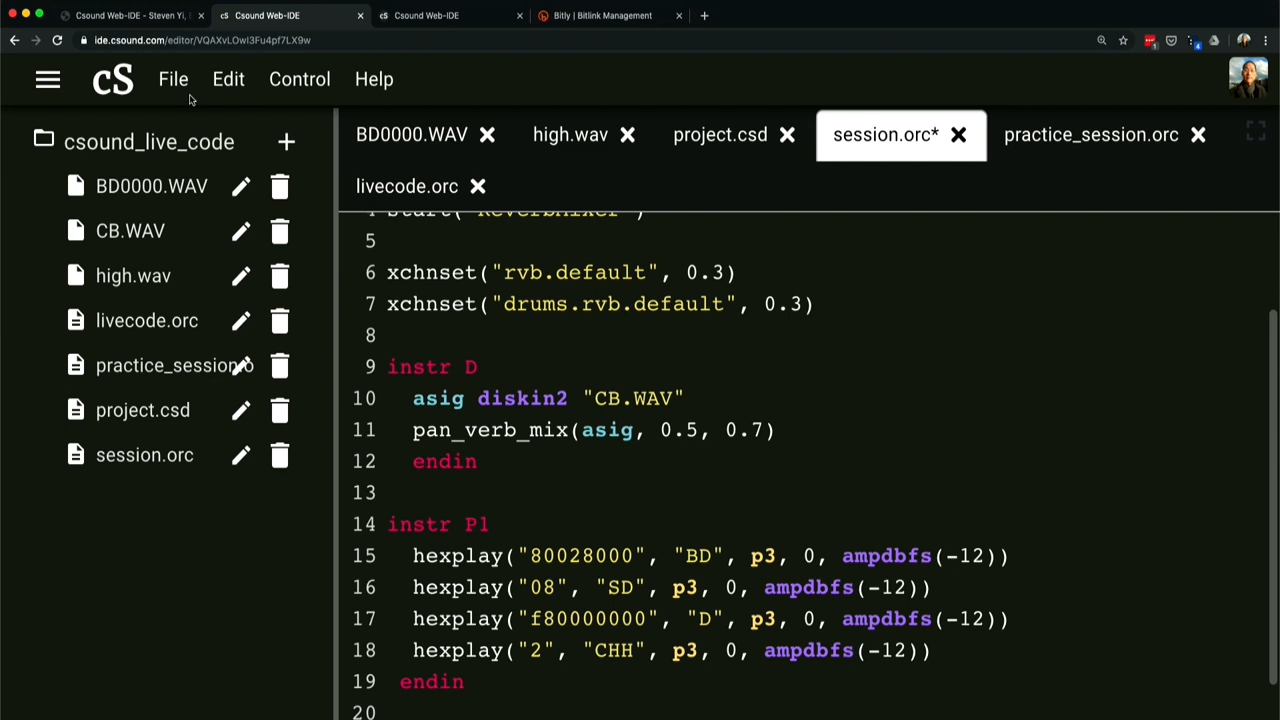 Csound Web-IDE - Steven Yi,
Csound Web-IDE
Csound Web-IDE
Bitly | Bitlink Management
ide.csound.com/editor/VQAXvLOwI3Fu4pf7LX9w
cS File Edit Control Help
csound_live_code
BD0000.WAV
CB.WAV
high.wav
livecode.orc
practice_session.o
project.csd
session.orc
BD0000.WAV high.wav project.csd session.orc* practice_session.orc
livecode.orc
4 start("ReverbMixer")
5
6 xchnset("rvb.default", 0.3)
7 xchnset("drums.rvb.default", 0.3)
8
9 instr D
10 asig diskin2 "CB.WAV"
11 pan_verb_mix(asig, 0.5, 0.7)
12 endin
13
14 instr P1
15 hexplay("80028000", "BD", p3, 0, ampdbfs(-12))
16 hexplay("08", "SD", p3, 0, ampdbfs(-12))
17 hexplay("f80000000", "D", p3, 0, ampdbfs(-12))
18 hexplay("2", "CHH", p3, 0, ampdbfs(-12))
19 endin
20